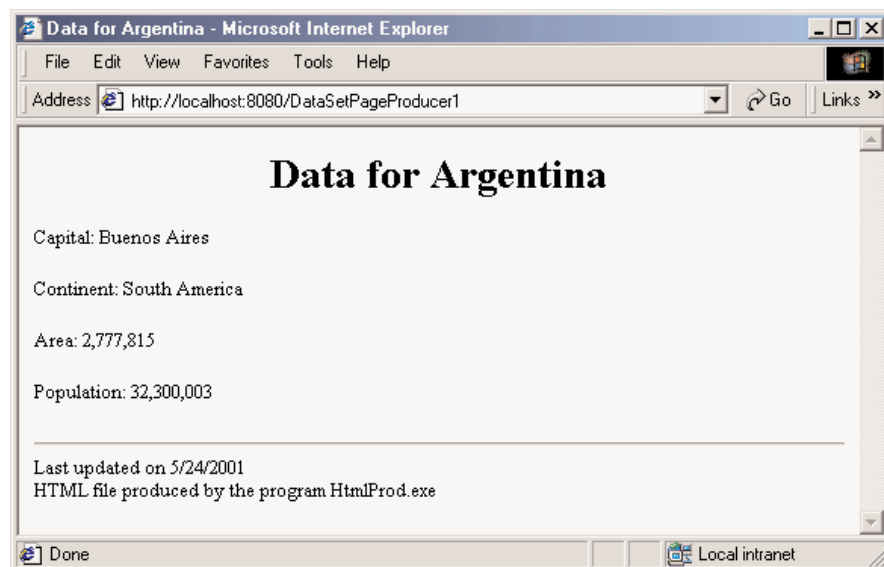 Data for Argentina - Microsoft Internet Explorer
File Edit View Favorites Tools Help
Address http://localhost:8080/DataSetPageProducer1 Go Links »
Data for Argentina
Capital: Buenos Aires
Continent: South America
Area: 2,777,815
Population: 32,300,003
Last updated on 5/24/2001
HTML file produced by the program HtmlProd.exe
Done Local intranet